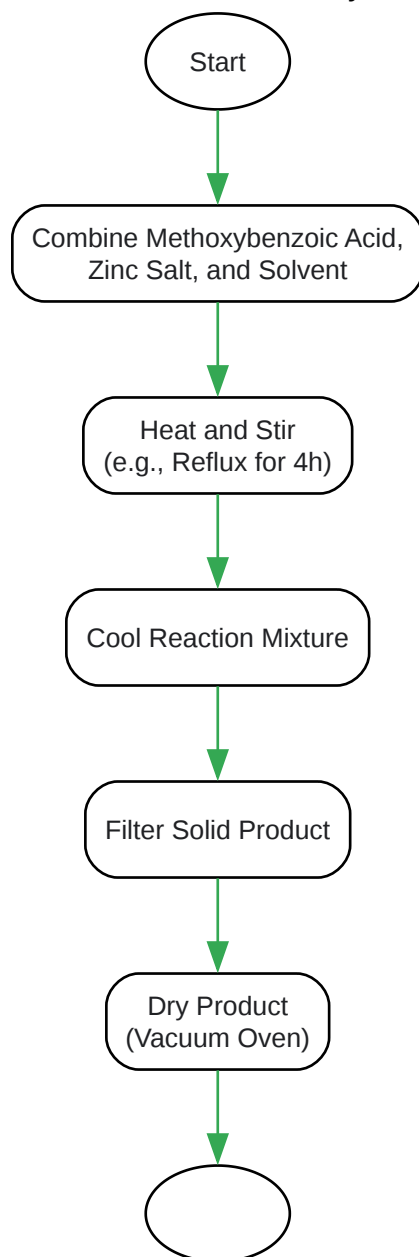 Start
Combine Methoxybenzoic Acid,
Zinc Salt, and Solvent
Heat and Stir
(e.g., Reflux for 4h)
Cool Reaction Mixture
Filter Solid Product
Dry Product
(Vacuum Oven)